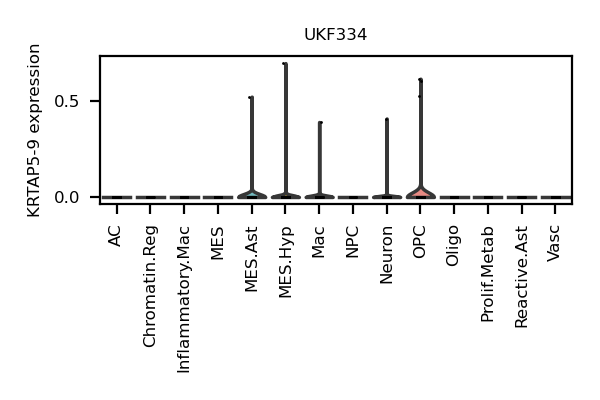 UKF334
KRTAP5-9 expression
0.5
0.0
AC
Chromatin.Reg
Inflammatory.Mac
MES
MES.Ast
MES.Hyp
Mac
NPC
Neuron
OPC
Oligo
Prolif.Metab
Reactive.Ast
Vasc